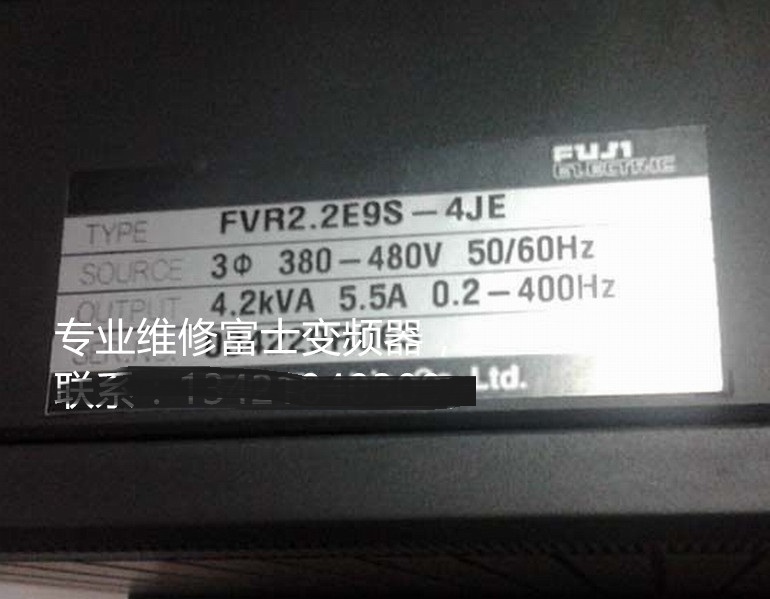 FUJI
ELECTRIC
TYPE FVR2.2E9S-4JE
SOURCE 3Φ 380-480V 50/60Hz
OUTPUT 4.2kVA 5.5A 0.2-400Hz
专业维修富士变频器，
联系：
Ltd.